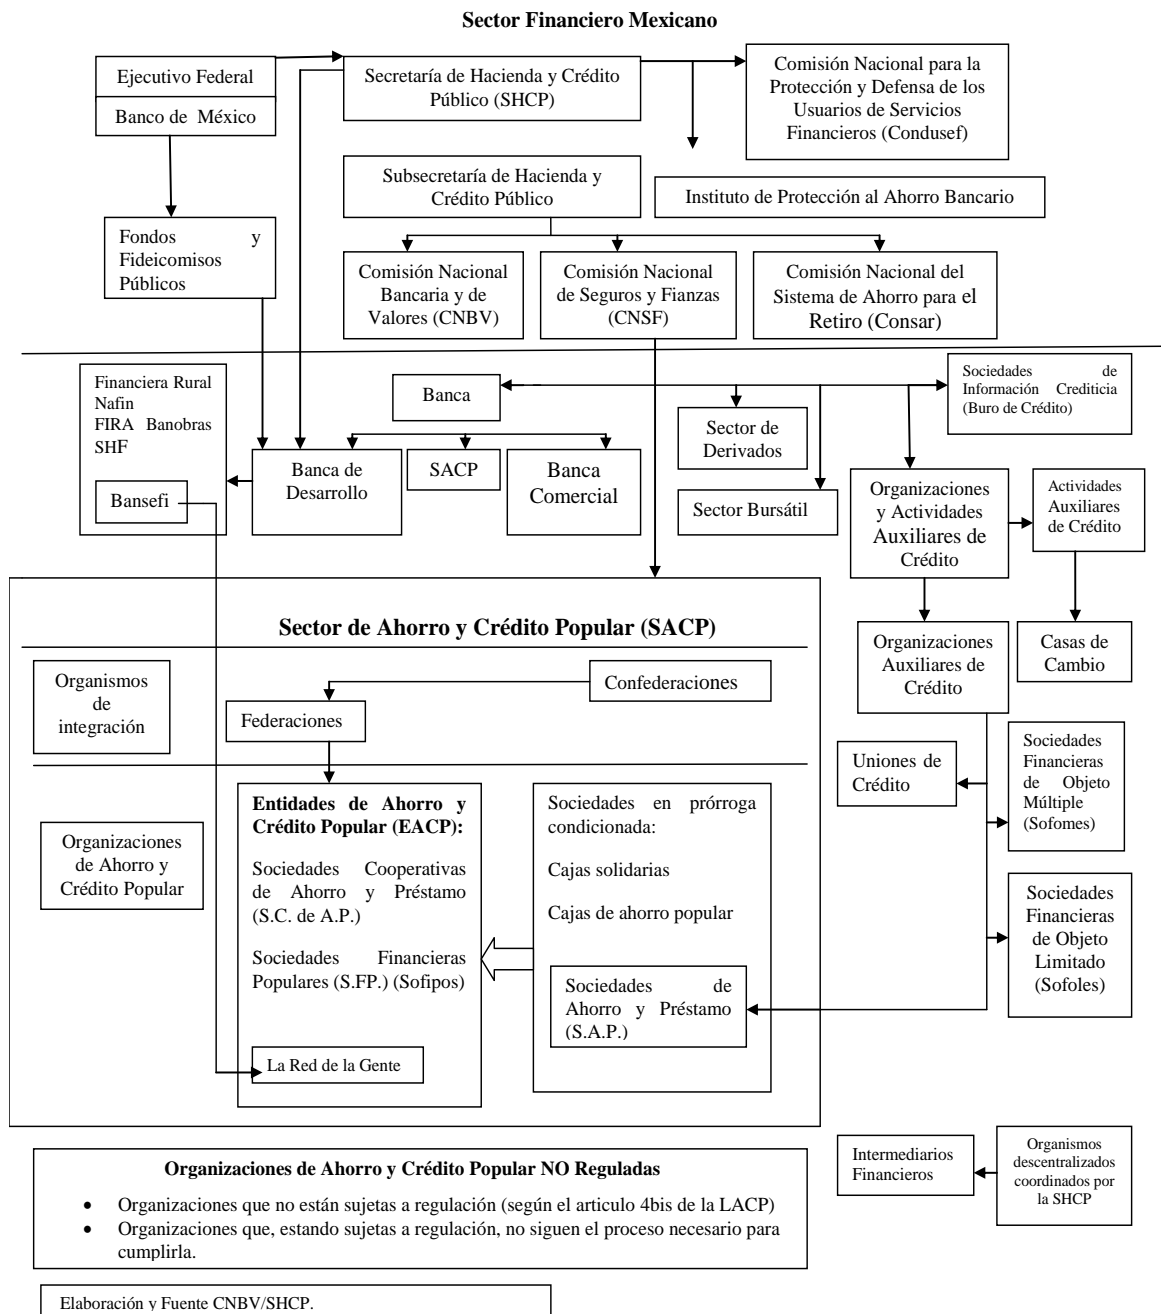 Sector Financiero Mexicano
Ejecutivo Federal
Banco de México
Secretaría de Hacienda y Crédito
Público (SHCP)
Comisión Nacional para la
Protección y Defensa de los
Usuarios de Servicios
Financieros (Condusef)
Subsecretaría de Hacienda y
Crédito Público
Instituto de Protección al Ahorro Bancario
Fondos y
Fideicomisos
Públicos
Comisión Nacional
Bancaria y de
Valores (CNBV)
Comisión Nacional
de Seguros y Fianzas
(CNSF)
Comisión Nacional del
Sistema de Ahorro para el
Retiro (Consar)
Financiera Rural
Nafin
FIRA Banobras
SHF
Bansefi
Banca
Sociedades de
Información Crediticia
(Buro de Crédito)
Sector de
Derivados
Banca de
Desarrollo
SACP
Banca
Comercial
Sector Bursátil
Organizaciones
y Actividades
Auxiliares de
Crédito
Actividades
Auxiliares
de Crédito
Sector de Ahorro y Crédito Popular (SACP)
Organizaciones
Auxiliares de
Crédito
Casas de
Cambio
Organismos
de
integración
Confederaciones
Federaciones
Uniones de
Crédito
Sociedades
Financieras
de Objeto
Múltiple
(Sofomes)
Organizaciones
de Ahorro y
Crédito Popular
Entidades de Ahorro y
Crédito Popular (EACP):
Sociedades Cooperativas
de Ahorro y Préstamo
(S.C. de A.P.)
Sociedades Financieras
Populares (S.FP.) (Sofipos)
La Red de la Gente
Sociedades en prórroga
condicionada:
Cajas solidarias
Cajas de ahorro popular
Sociedades de
Ahorro y Préstamo
(S.A.P.)
Sociedades
Financieras
de Objeto
Limitado
(Sofoles)
Intermediarios
Financieros
Organismos
descentralizados
coordinados por
la SHCP
Organizaciones de Ahorro y Crédito Popular NO Reguladas
• Organizaciones que no están sujetas a regulación (según el articulo 4bis de la LACP)
• Organizaciones que, estando sujetas a regulación, no siguen el proceso necesario para
cumplirla.
Elaboración y Fuente CNBV/SHCP.